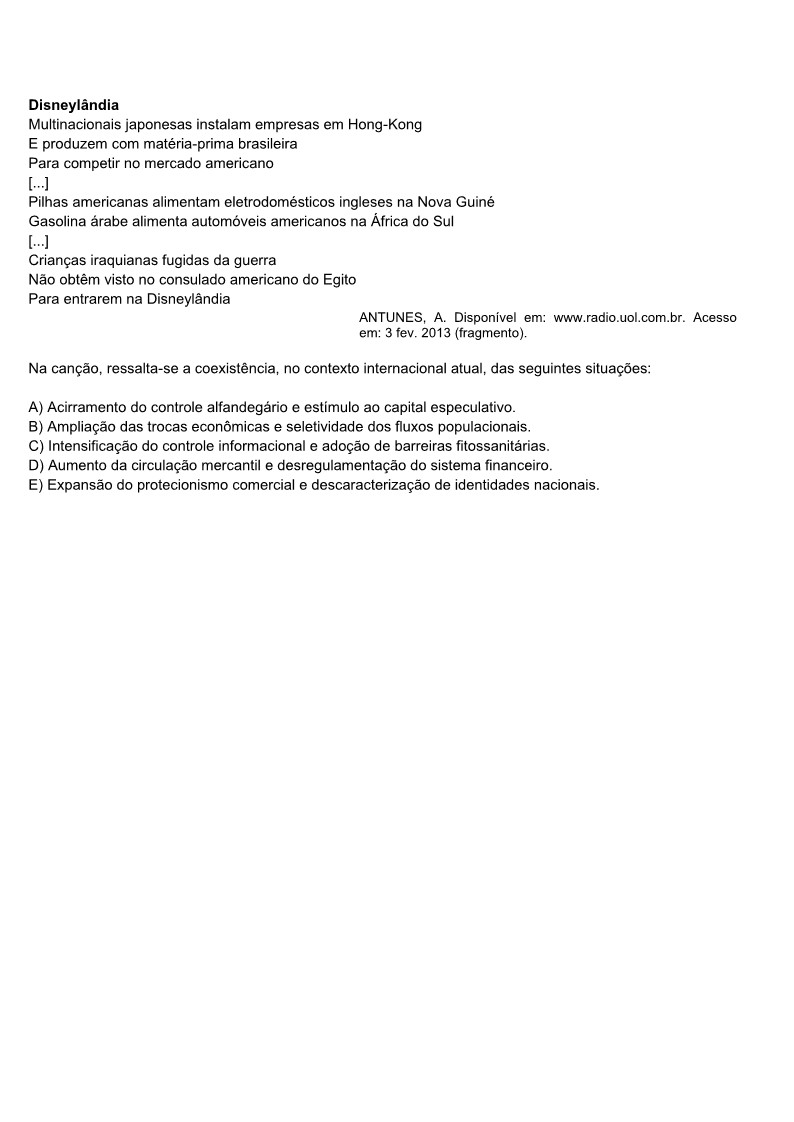 Disneylândia
Multinacionais japonesas instalam empresas em Hong-Kong
E produzem com matéria-prima brasileira
Para competir no mercado americano
[...]
Pilhas americanas alimentam eletrodomésticos ingleses na Nova Guiné
Gasolina árabe alimenta automóveis americanos na África do Sul
[...]
Crianças iraquianas fugidas da guerra
Não obtêm visto no consulado americano do Egito
Para entrarem na Disneylândia
ANTUNES, A. Disponível em: www.radio.uol.com.br. Acesso
em: 3 fev. 2013 (fragmento).
Na canção, ressalta-se a coexistência, no contexto internacional atual, das seguintes situações:
A) Acirramento do controle alfandegário e estímulo ao capital especulativo.
B) Ampliação das trocas econômicas e seletividade dos fluxos populacionais.
C) Intensificação do controle informacional e adoção de barreiras fitossanitárias.
D) Aumento da circulação mercantil e desregulamentação do sistema financeiro.
E) Expansão do protecionismo comercial e descaracterização de identidades nacionais.